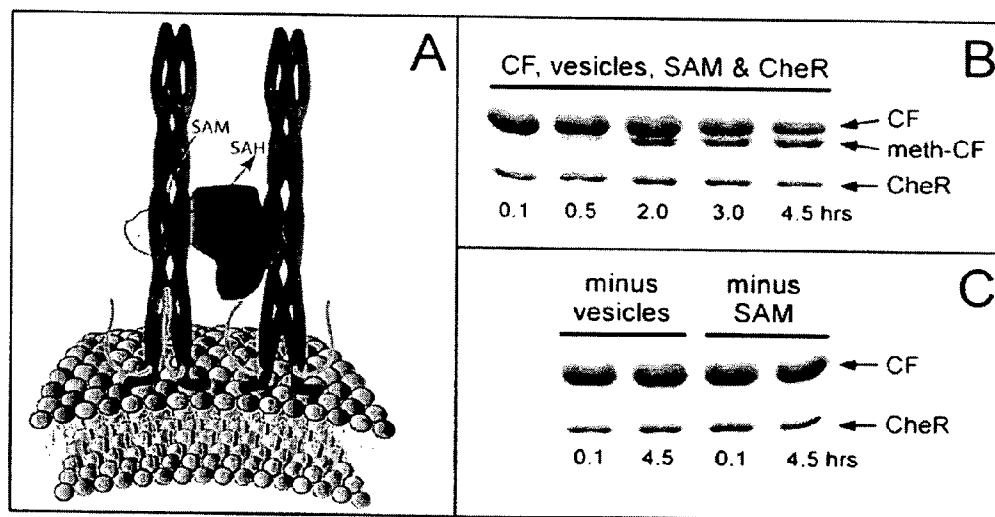 A
SAM
SAH
B
CF, vesicles, SAM & CheR
CF
meth-CF
CheR
0.1 0.5 2.0 3.0 4.5 hrs
C
minus vesicles
minus SAM
CF
CheR
0.1 4.5 0.1 4.5 hrs